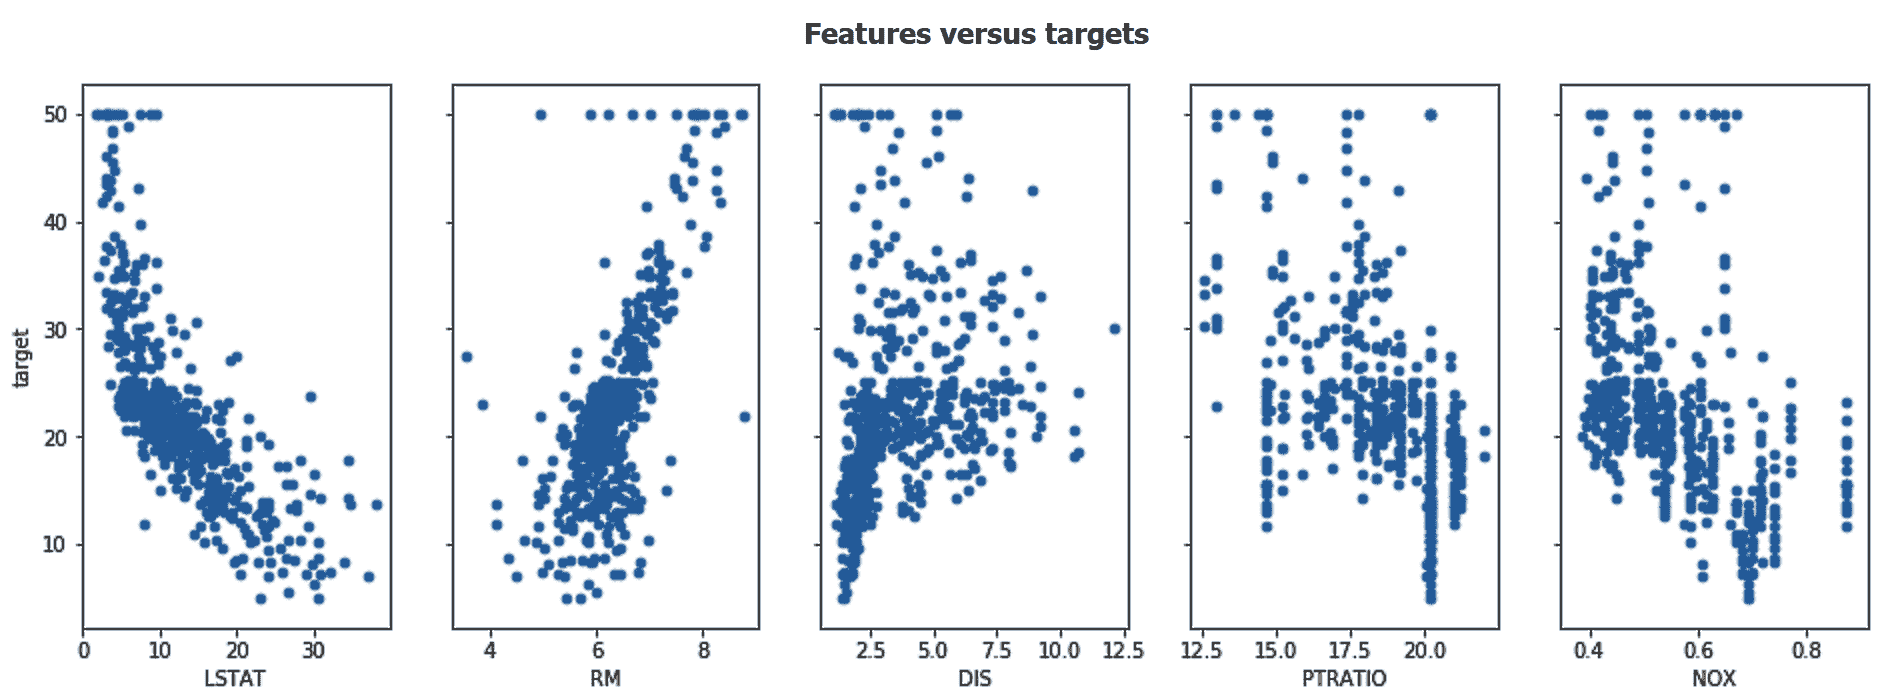 Features versus targets
target
50
40
30
20
10
0 10 20 30
LSTAT
4 6 8
RM
2.5 5.0 7.5 10.0 12.5
DIS
12.5 15.0 17.5 20.0
PTRATIO
0.4 0.6 0.8
NOX